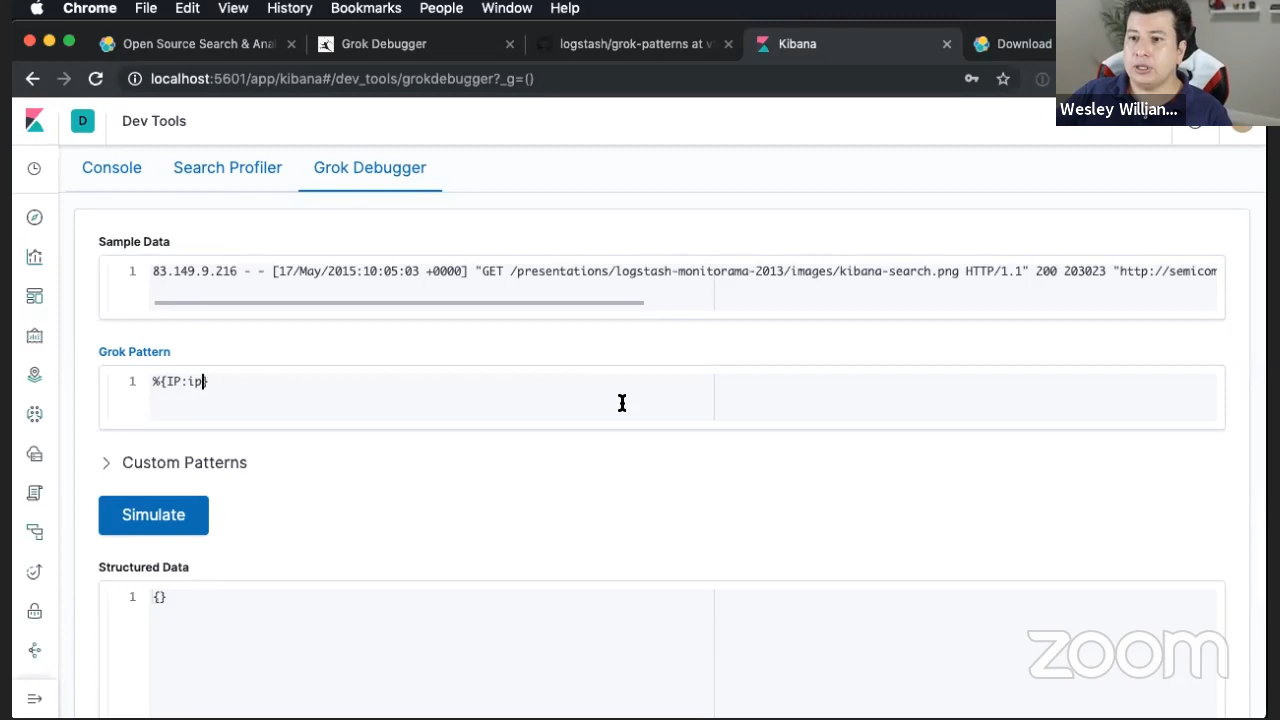 Chrome File Edit View History Bookmarks People Window Help
Open Source Search & Ana
Grok Debugger
logstash/grok-patterns at v
Kibana
Download
localhost:5601/app/kibana#/dev_tools/grokdebugger?_g=()
Wesley Willian...
D
Dev Tools
Console
Search Profiler
Grok Debugger
Sample Data
1 83.149.9.216 - - [17/May/2015:10:05:03 +0000] "GET /presentations/logstash-monitorama-2013/images/kibana-search.png HTTP/1.1" 200 203023 "http://semicom
Grok Pattern
1 %{IP:ip}
Custom Patterns
Simulate
Structured Data
1 {}
zoom